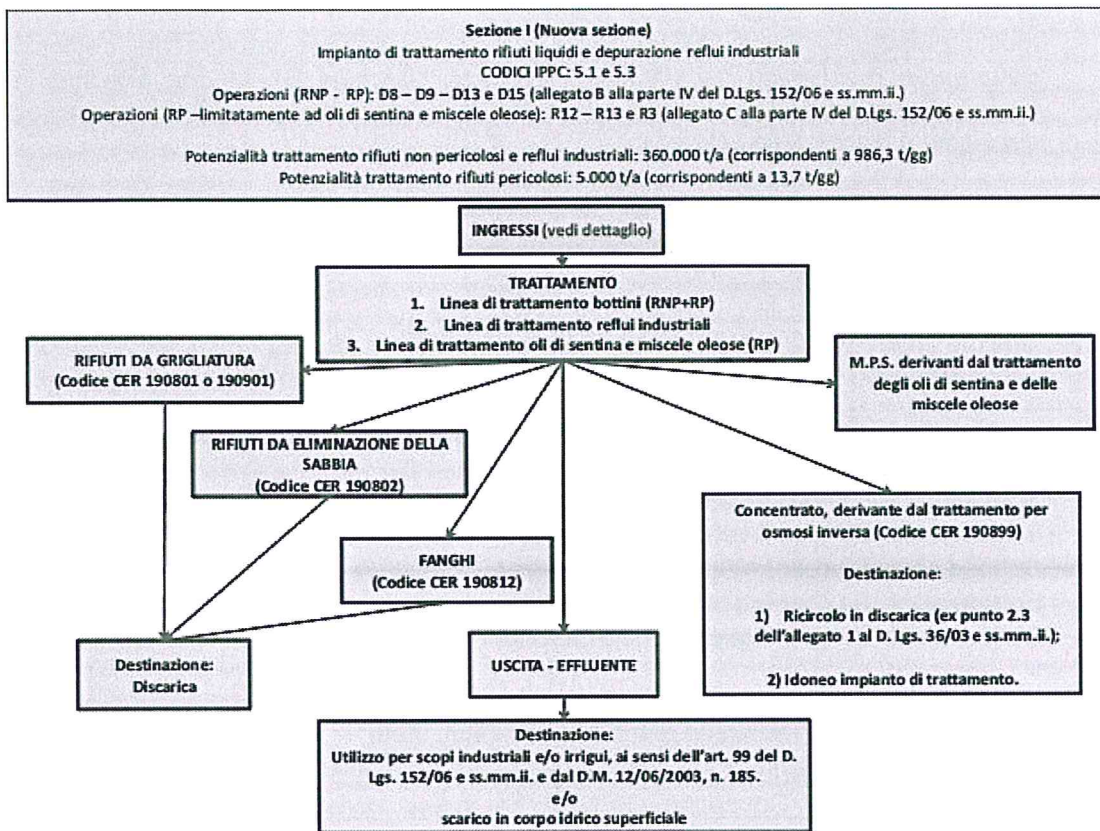 Sezione I (Nuova sezione)
Impianto di trattamento rifiuti liquidi e depurazione reflui industriali
CODICI IPPC: 5.1 e 5.3
Operazioni (RNP - RP): D8 – D9 – D13 e D15 (allegato B alla parte IV del D.Lgs. 152/06 e ss.mm.ii.)
Operazioni (RP –limitatamente ad oli di sentina e miscele oleose): R12 – R13 e R3 (allegato C alla parte IV del D.Lgs. 152/06 e ss.mm.ii.)
Potenzialità trattamento rifiuti non pericolosi e reflui industriali: 360.000 t/a (corrispondenti a 986,3 t/gg)
Potenzialità trattamento rifiuti pericolosi: 5.000 t/a (corrispondenti a 13,7 t/gg)
INGRESSI (vedi dettaglio)
TRATTAMENTO
1. Linea di trattamento bottini (RNP+RP)
2. Linea di trattamento reflui industriali
3. Linea di trattamento oli di sentina e miscele oleose (RP)
RIFIUTI DA GRIGLIATURA
(Codice CER 190801 o 190901)
M.P.S. derivanti dal trattamento
degli oli di sentina e delle
miscele oleose
RIFIUTI DA ELIMINAZIONE DELLA
SABBIA
(Codice CER 190802)
FANGHI
(Codice CER 190812)
Concentrato, derivante dal trattamento per
osmosi inversa (Codice CER 190899)
Destinazione:
1) Ricircolo in discarica (ex punto 2.3
dell'allegato 1 al D. Lgs. 36/03 e ss.mm.ii.);
2) Idoneo impianto di trattamento.
Destinazione:
Discarica
USCITA - EFFLUENTE
Destinazione:
Utilizzo per scopi industriali e/o irrigui, ai sensi dell'art. 99 del D.
Lgs. 152/06 e ss.mm.ii. e dal D.M. 12/06/2003, n. 185.
e/o
scarico in corpo idrico superficiale